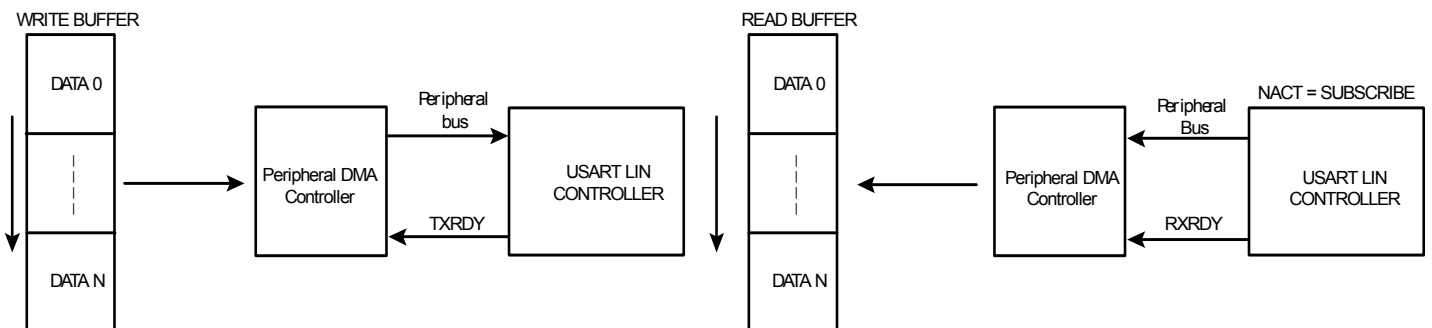 WRITE BUFFER
DATA 0
DATA N
Peripheral DMA
Controller
Peripheral
bus
TXRDY
USART LIN
CONTROLLER
READ BUFFER
DATA 0
DATA N
Peripheral DMA
Controller
Peripheral
Bus
RXRDY
NACT = SUBSCRIBE
USART LIN
CONTROLLER